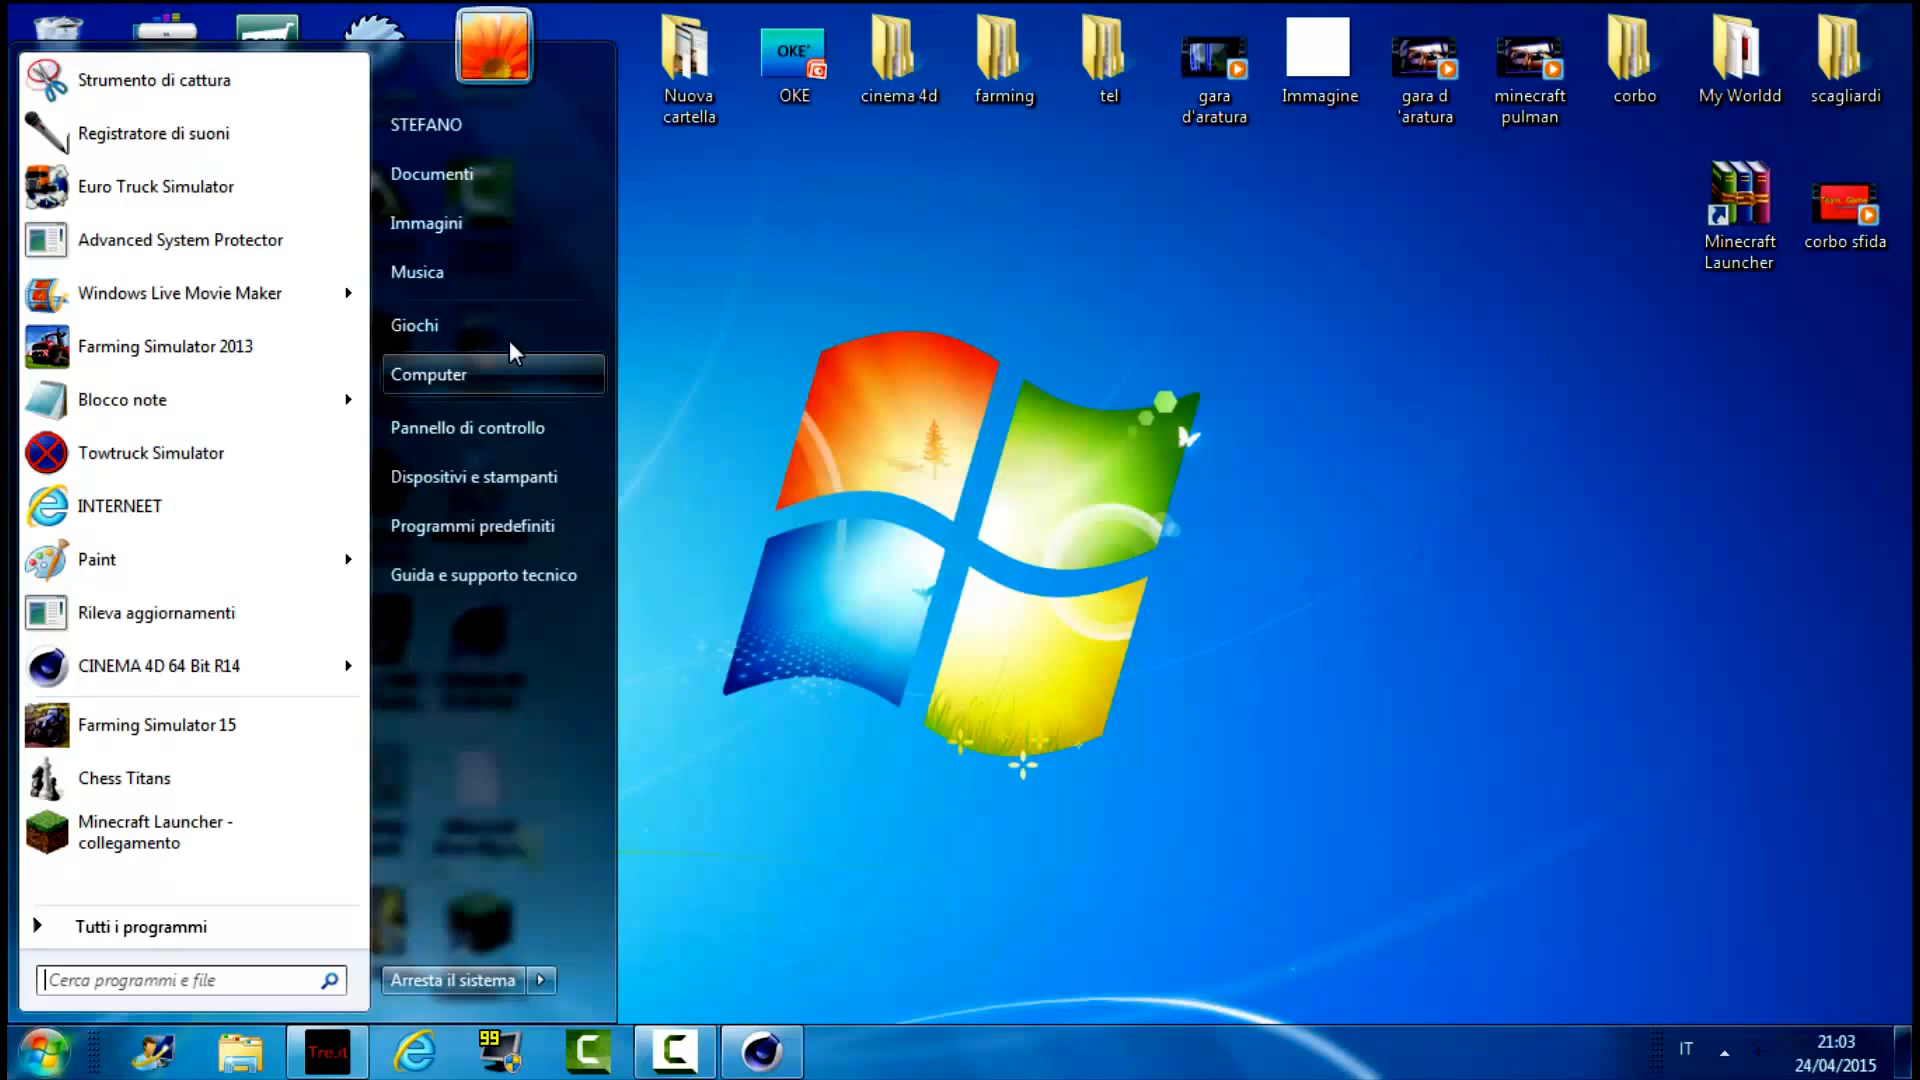 Strumento di cattura
Registratore di suoni
Euro Truck Simulator
Advanced System Protector
Windows Live Movie Maker
Farming Simulator 2013
Blocco note
Towtruck Simulator
INTERNEET
Paint
Rileva aggiornamenti
CINEMA 4D 64 Bit R14
Farming Simulator 15
Chess Titans
Minecraft Launcher -
collegamento
Tutti i programmi
Cerca programmi e file
STEFANO
Documenti
Immagini
Musica
Giochi
Computer
Pannello di controllo
Dispositivi e stampanti
Programmi predefiniti
Guida e supporto tecnico
Arresta il sistema
Nuova
cartella
OKE'
OKE
cinema 4d
farming
tel
gara
d'aratura
Immagine
gara d
'aratura
minecraft
pulman
corbo
My Worldd
scagliardi
Minecraft
Launcher
corbo sfida
Tre.it
99
IT
21:03
24/04/2015